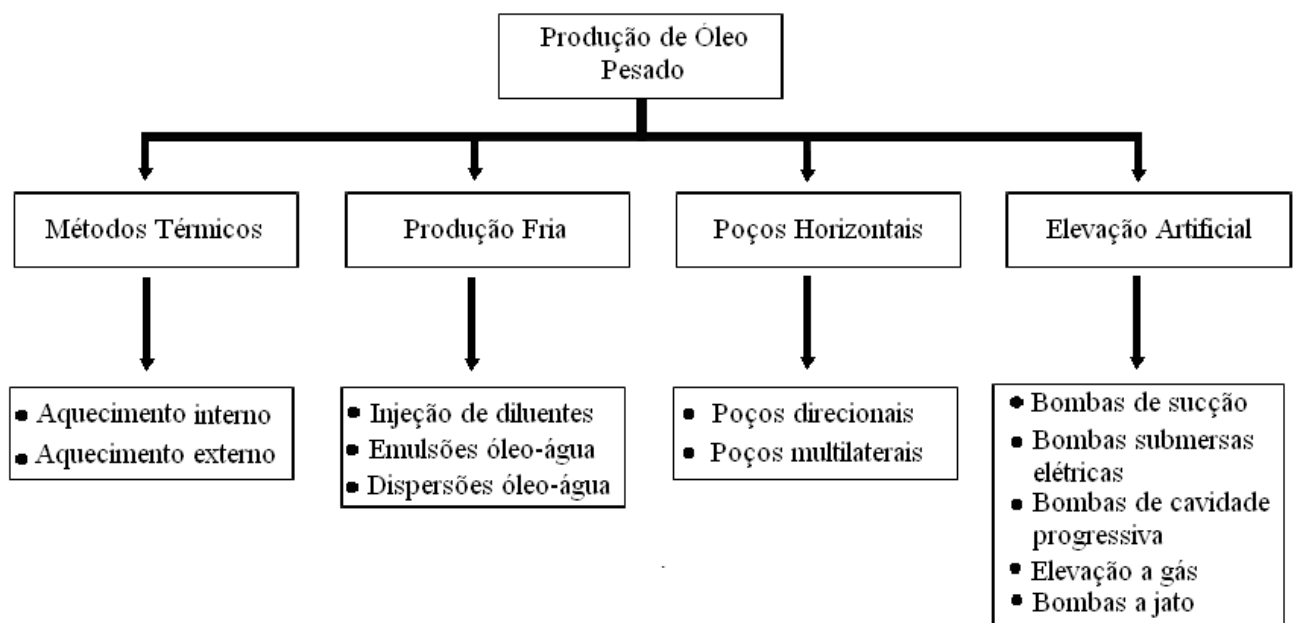 Produção de Óleo
Pesado
Métodos Térmicos
Produção Fria
Poços Horizontais
Elevação Artificial
• Aquecimento interno
• Aquecimento externo
• Injeção de diluentes
• Emulsões óleo-água
• Dispersões óleo-água
• Poços direcionais
• Poços multilaterais
• Bombas de sucção
• Bombas submersas
elétricas
• Bombas de cavidade
progressiva
• Elevação a gás
• Bombas a jato